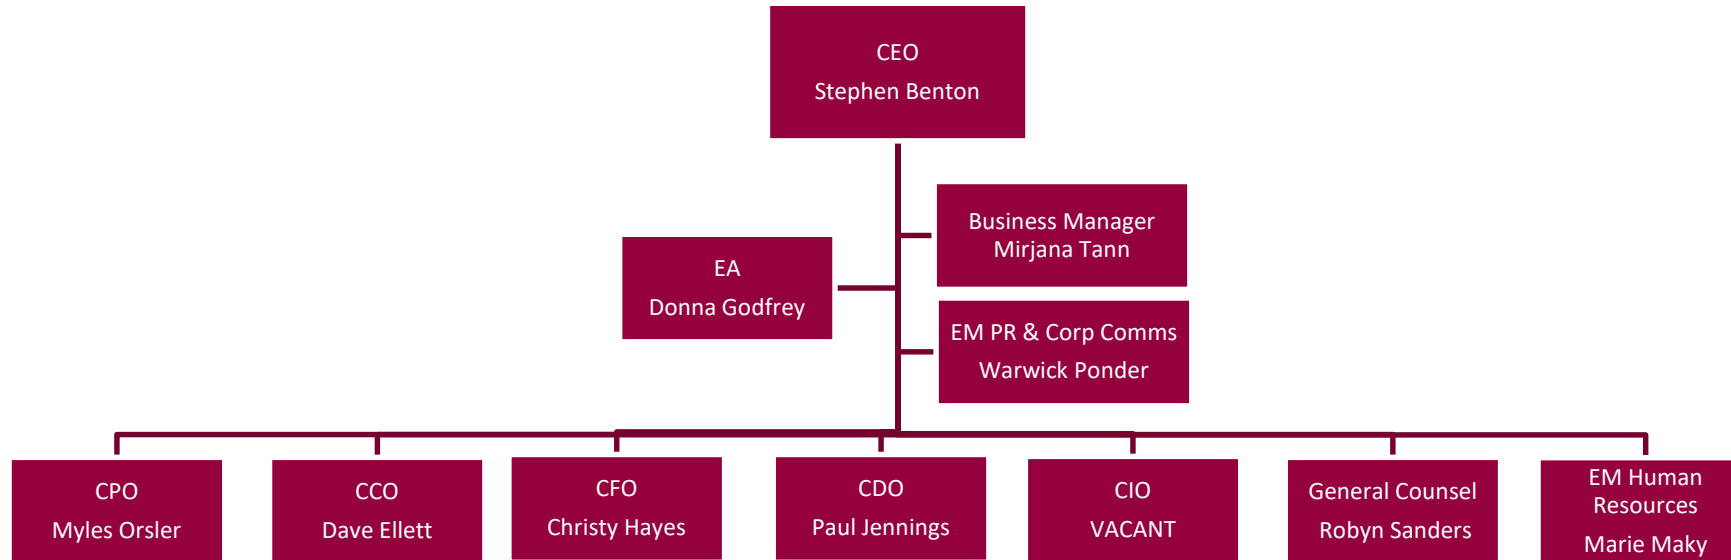 CEO
Stephen Benton
Business Manager
Mirjana Tann
EA
Donna Godfrey
EM PR & Corp Comms
Warwick Ponder
CPO
Myles Orsler
CCO
Dave Ellett
CFO
Christy Hayes
CDO
Paul Jennings
CIO
VACANT
General Counsel
Robyn Sanders
EM Human
Resources
Marie Maky